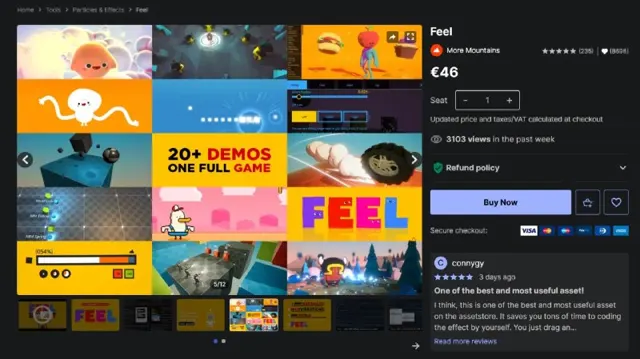 Home > Tools > Particles & Effects > Feel
Feel
More Mountains
(235) | (8636)
€46
Seat - 1 +
Updated price and taxes/VAT calculated at checkout
3103 views in the past week
Refund policy
Buy Now
Secure checkout: VISA
20+ DEMOS
ONE FULL GAME
FEEL
5/12
FEEL
connygy
3 days ago
One of the best and most useful asset!
I think, this is one of the best and most useful asset
on the assetstore. It saves you tons of time to coding
the effect by yourself. You just drag an...
Read more reviews